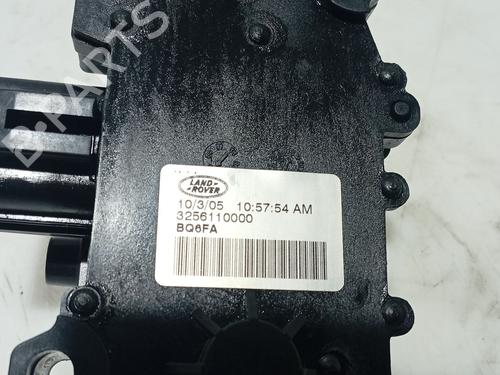 B-PARTS
LAND-
ROVER
10/3/05 10:57:54 AM
3256110000
BQ6FA